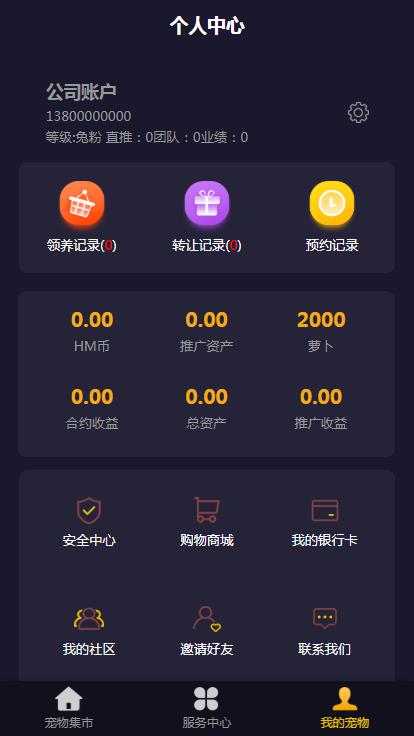 个人中心
公司账户
13800000000
等级:兔粉 直推：0团队：0业绩：0
领养记录(0) 转让记录(0) 预约记录
0.00 0.00 2000
HM币 推广资产 萝卜
0.00 0.00 0.00
合约收益 总资产 推广收益
安全中心 购物商城 我的银行卡
我的社区 邀请好友 联系我们
宠物集市 服务中心 我的宠物